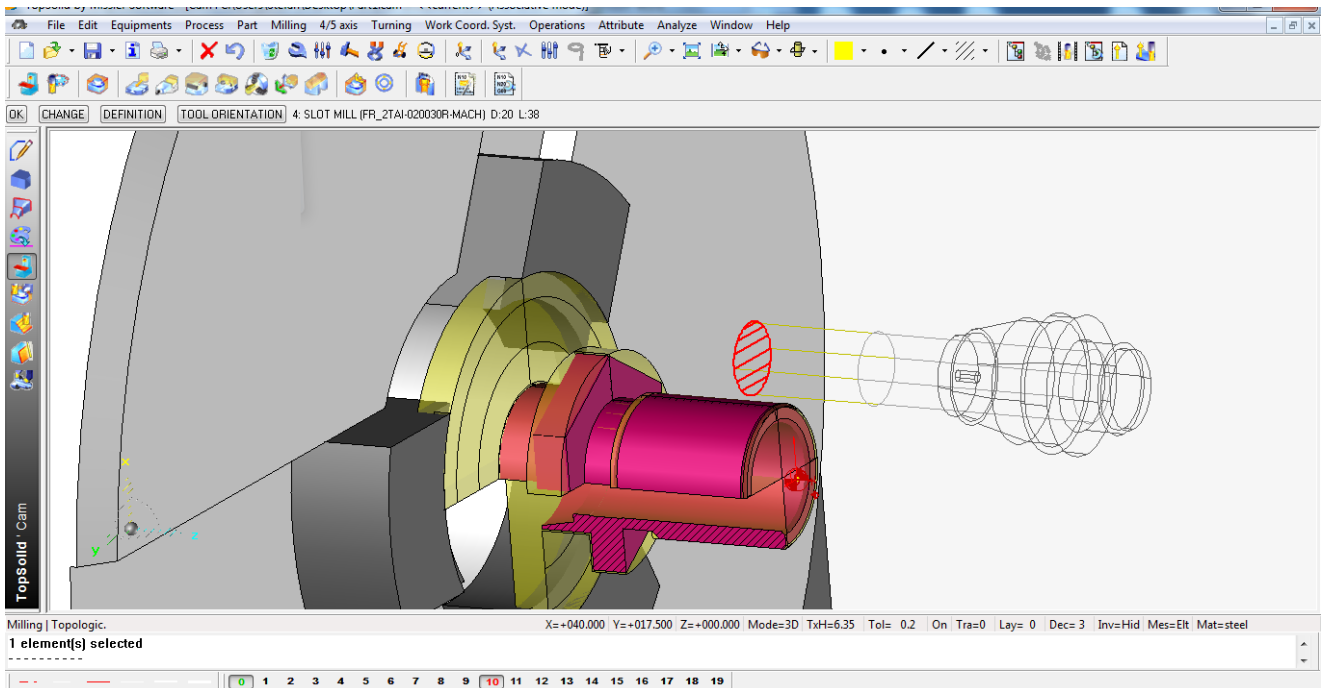 File Edit Equipments Process Part Milling 4/5 axis Turning Work Coord. Syst. Operations Attribute Analyze Window Help
OK CHANGE DEFINITION TOOL ORIENTATION 4: SLOT MILL (FR_2TAI-020030R-MACH) D:20 L:38
x
y
z
x
TopSolid ' Cam
Milling | Topologic. X=+040.000 Y=+017.500 Z=+000.000 Mode=3D TxH=6.35 Tol= 0.2 On Tra=0 Lay= 0 Dec= 3 Inv=Hid Mes=Elt Mat=steel
1 element(s) selected
----------
0 1 2 3 4 5 6 7 8 9 10 11 12 13 14 15 16 17 18 19